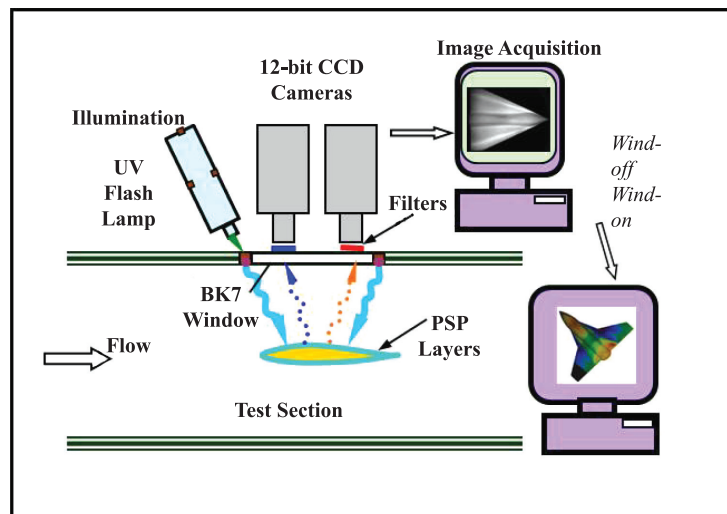 Image Acquisition
12-bit CCD
Cameras
Illumination
UV
Flash
Lamp
Filters
Wind-
off
Wind-
on
BK7
Window
PSP
Layers
Flow
Test Section